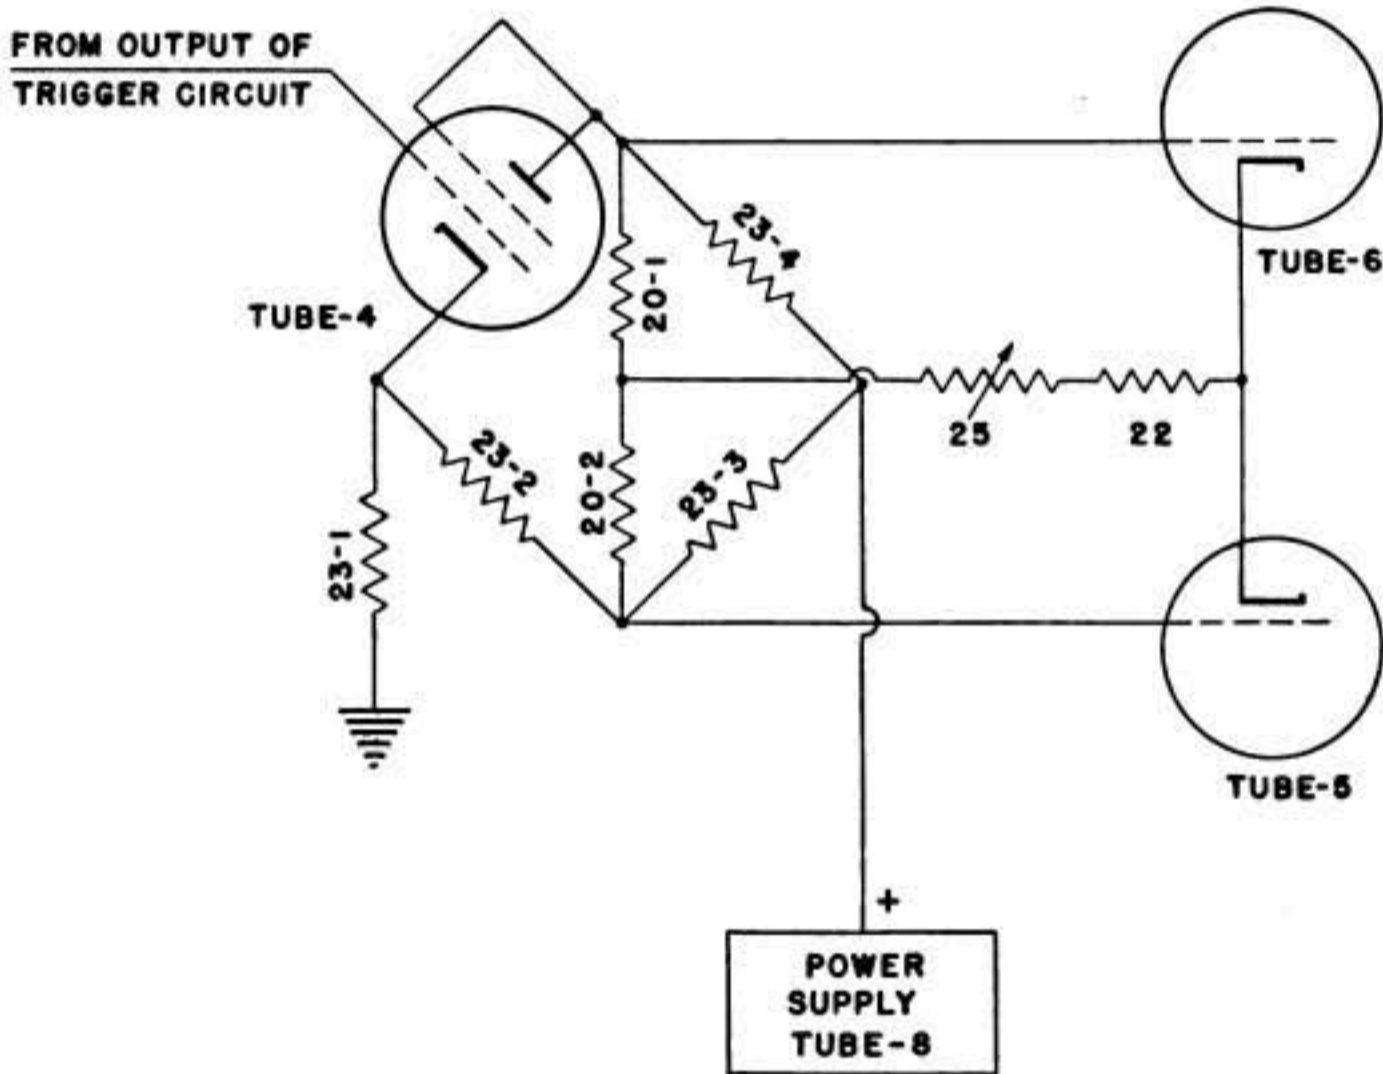 FROM OUTPUT OF
TRIGGER CIRCUIT
TUBE-4
23-4
20-1
TUBE-6
25
22
23-2
20-2
23-3
23-1
TUBE-5
+
POWER
SUPPLY
TUBE-8